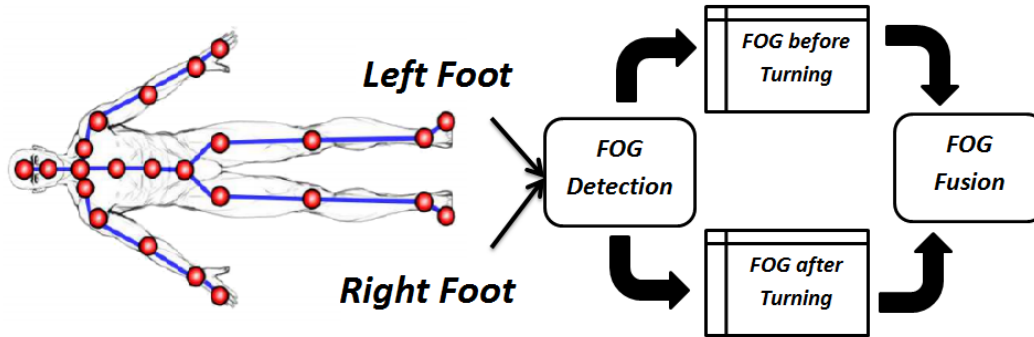 Left Foot
Right Foot
FOG
Detection
FOG before
Turning
FOG after
Turning
FOG
Fusion